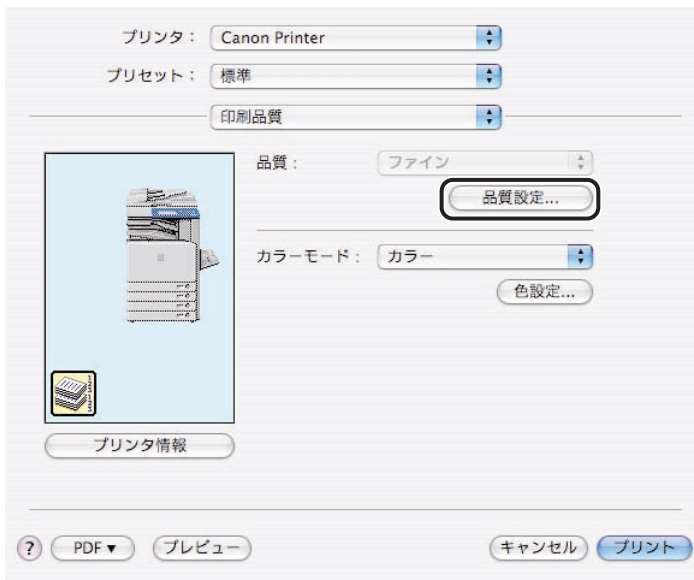 プリンタ： Canon Printer
プリセット： 標準
印刷品質
品質： ファイン
品質設定...
カラーモード： カラー
色設定...
プリンタ情報
? PDF▼ プレビュー キャンセル プリント